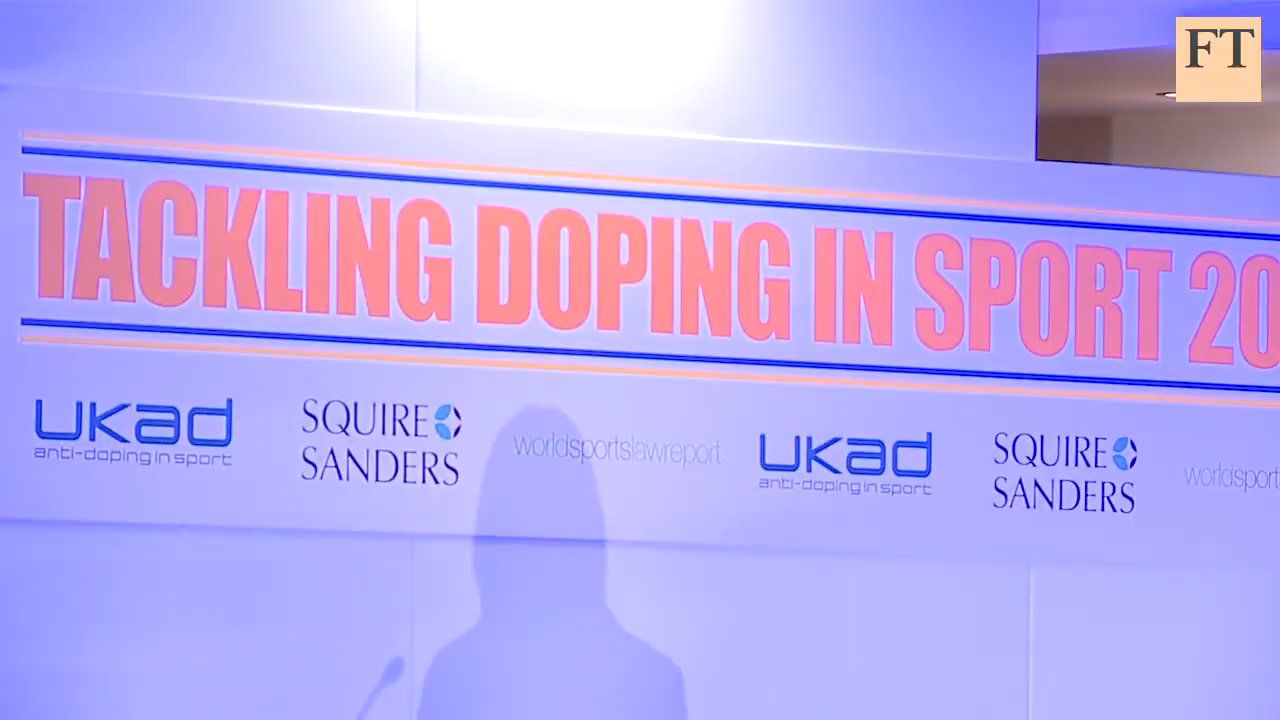 FT
TACKLING DOPING IN SPORT 20
ukad
anti-doping in sport
SQUIRE
SANDERS
worldsportslawreport
ukad
anti-doping in sport
SQUIRE
SANDERS
worldsport